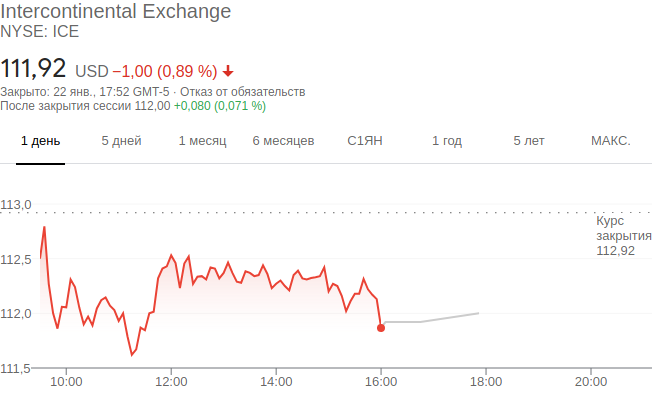 Intercontinental Exchange
NYSE: ICE
111,92 USD −1,00 (0,89 %)
Закрыто: 22 янв., 17:52 GMT-5 · Отказ от обязательств
После закрытия сессии 112,00 +0,080 (0,071 %)
1 день 5 дней 1 месяц 6 месяцев С1ЯН 1 год 5 лет МАКС.
113,0
Курс
закрытия
112,92
112,5
112,0
111,5
10:00 12:00 14:00 16:00 18:00 20:00